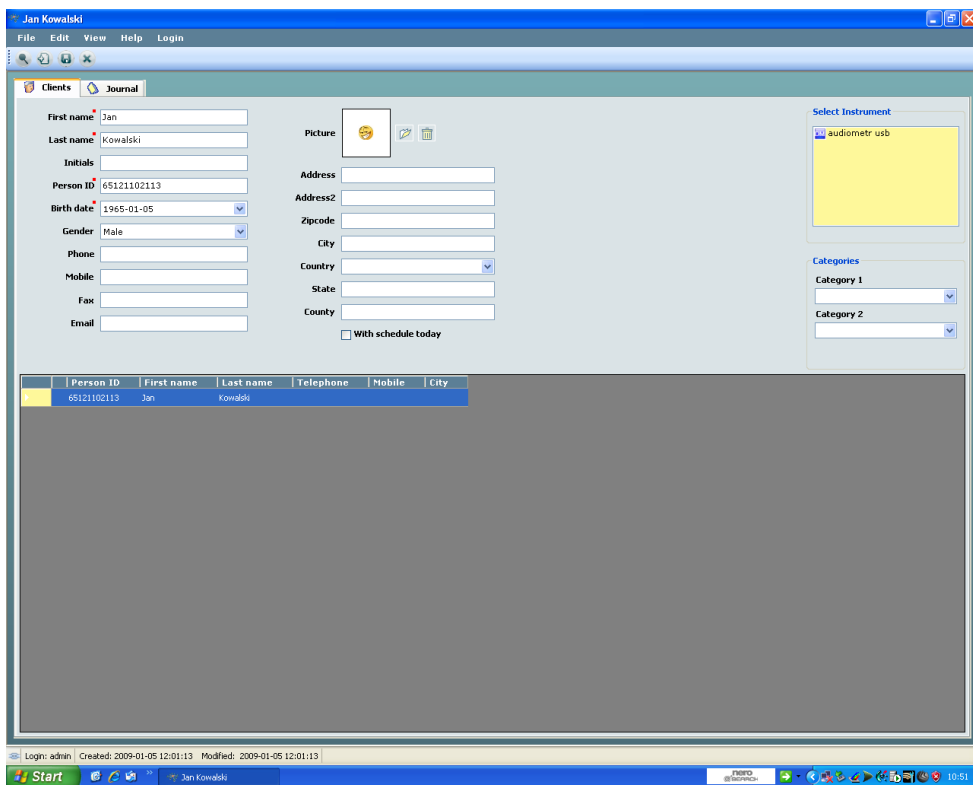 Jan Kowalski
File Edit View Help Login
Clients Journal
First name Jan
Last name Kowalski
Initials
Person ID 65121102113
Birth date 1965-01-05
Gender Male
Phone
Mobile
Fax
Email
Picture
Address
Address2
Zipcode
City
Country
State
County
With schedule today
Select Instrument
audiometr usb
Categories
Category 1
Category 2
Person ID First name Last name Telephone Mobile City
65121102113 Jan Kowalski
Login: admin Created: 2009-01-05 12:01:13 Modified: 2009-01-05 12:01:13
Start Jan Kowalski nero SEARCH 10:51